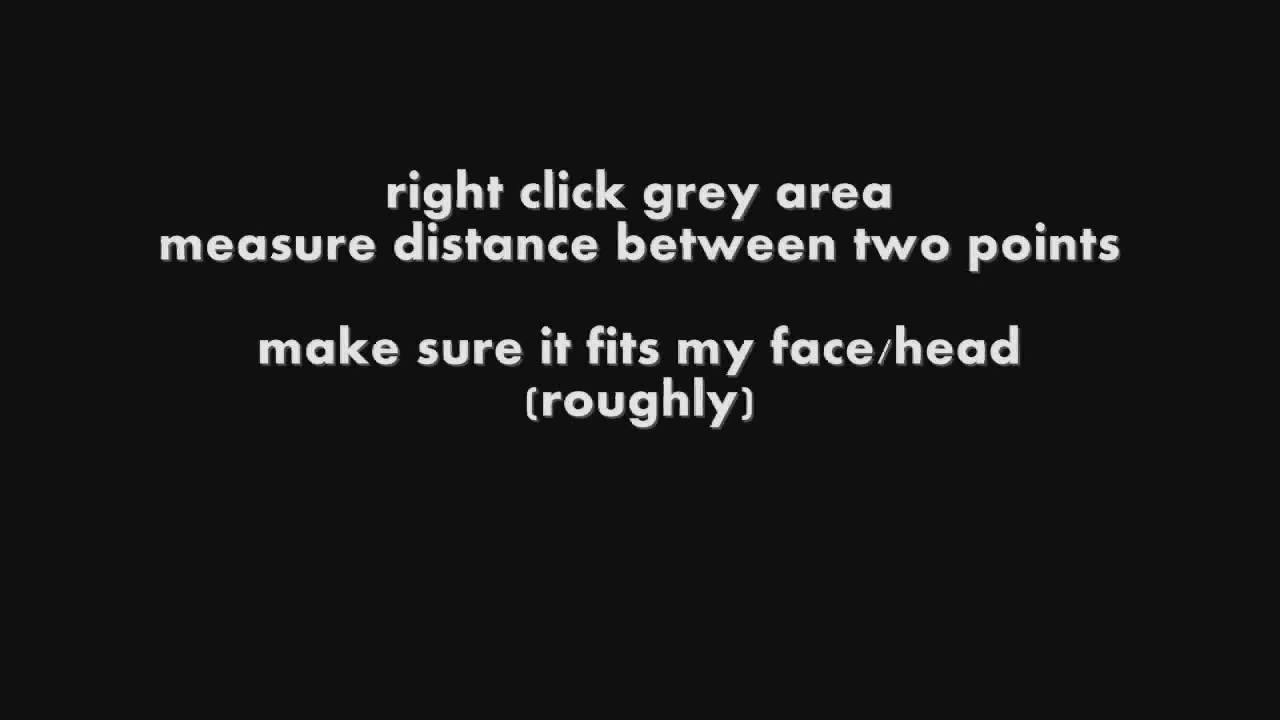 right click grey area
measure distance between two points
make sure it fits my face/head
(roughly)